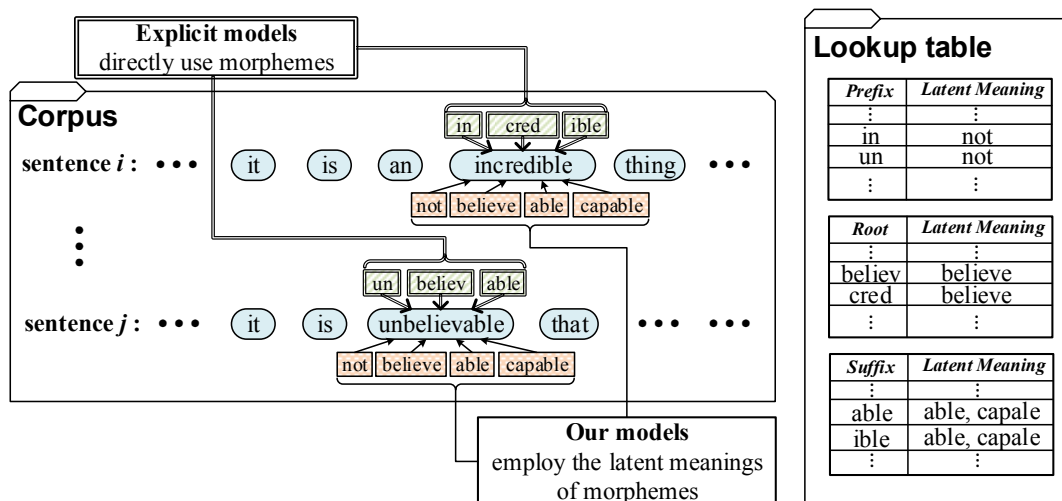 Explicit models
directly use morphemes
Corpus
in cred ible
sentence i : • • • it is an incredible thing • • •
not believe able capable
un believ able
sentence j : • • • it is unbelievable that • • • • • •
not believe able capable
Our models
employ the latent meanings
of morphemes
Lookup table
Prefix Latent Meaning
in not
un not
Root Latent Meaning
believ believe
cred believe
Suffix Latent Meaning
able able, capale
ible able, capale